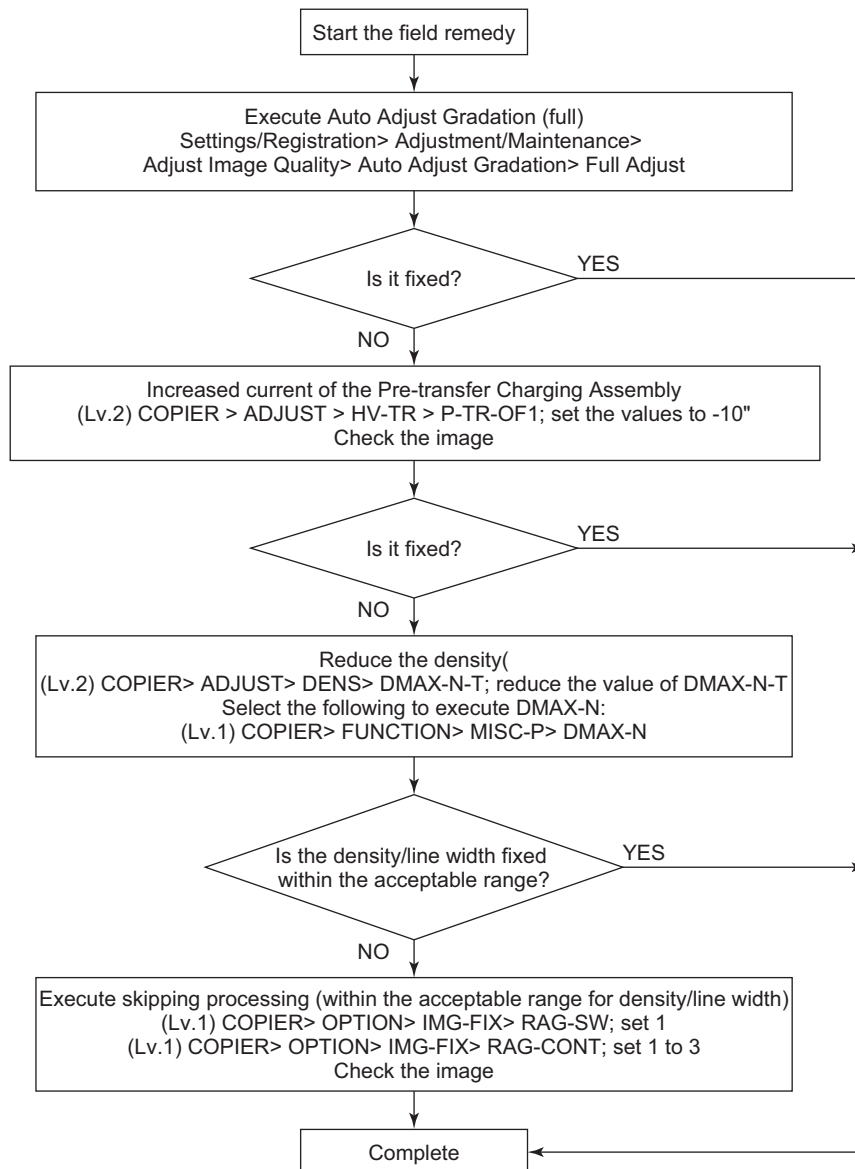 Start the field remedy
Execute Auto Adjust Gradation (full)
Settings/Registration> Adjustment/Maintenance>
Adjust Image Quality> Auto Adjust Gradation> Full Adjust
Is it fixed?
YES
NO
Increased current of the Pre-transfer Charging Assembly
(Lv.2) COPIER > ADJUST > HV-TR > P-TR-OF1; set the values to -10"
Check the image
Is it fixed?
YES
NO
Reduce the density(
(Lv.2) COPIER> ADJUST> DENS> DMAX-N-T; reduce the value of DMAX-N-T
Select the following to execute DMAX-N:
(Lv.1) COPIER> FUNCTION> MISC-P> DMAX-N
Is the density/line width fixed
within the acceptable range?
YES
NO
Execute skipping processing (within the acceptable range for density/line width)
(Lv.1) COPIER> OPTION> IMG-FIX> RAG-SW; set 1
(Lv.1) COPIER> OPTION> IMG-FIX> RAG-CONT; set 1 to 3
Check the image
Complete